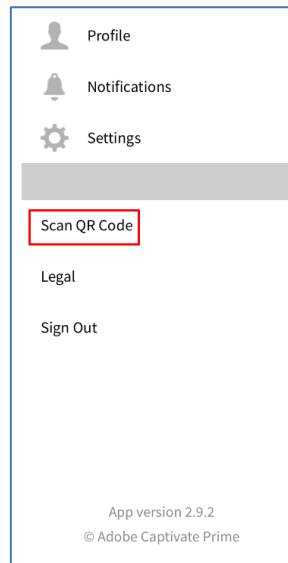 Profile
Notifications
Settings
Scan QR Code
Legal
Sign Out
App version 2.9.2
© Adobe Captivate Prime